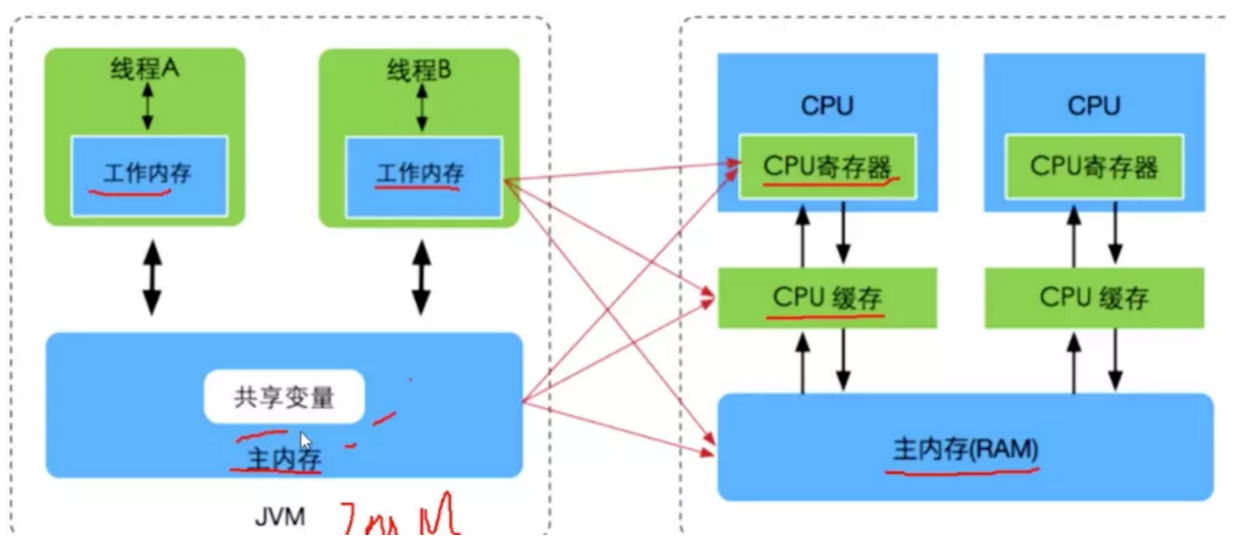 线程A
工作内存
线程B
工作内存
共享变量
主内存
JVM
CPU
CPU寄存器
CPU 缓存
CPU
CPU寄存器
CPU 缓存
主内存(RAM)